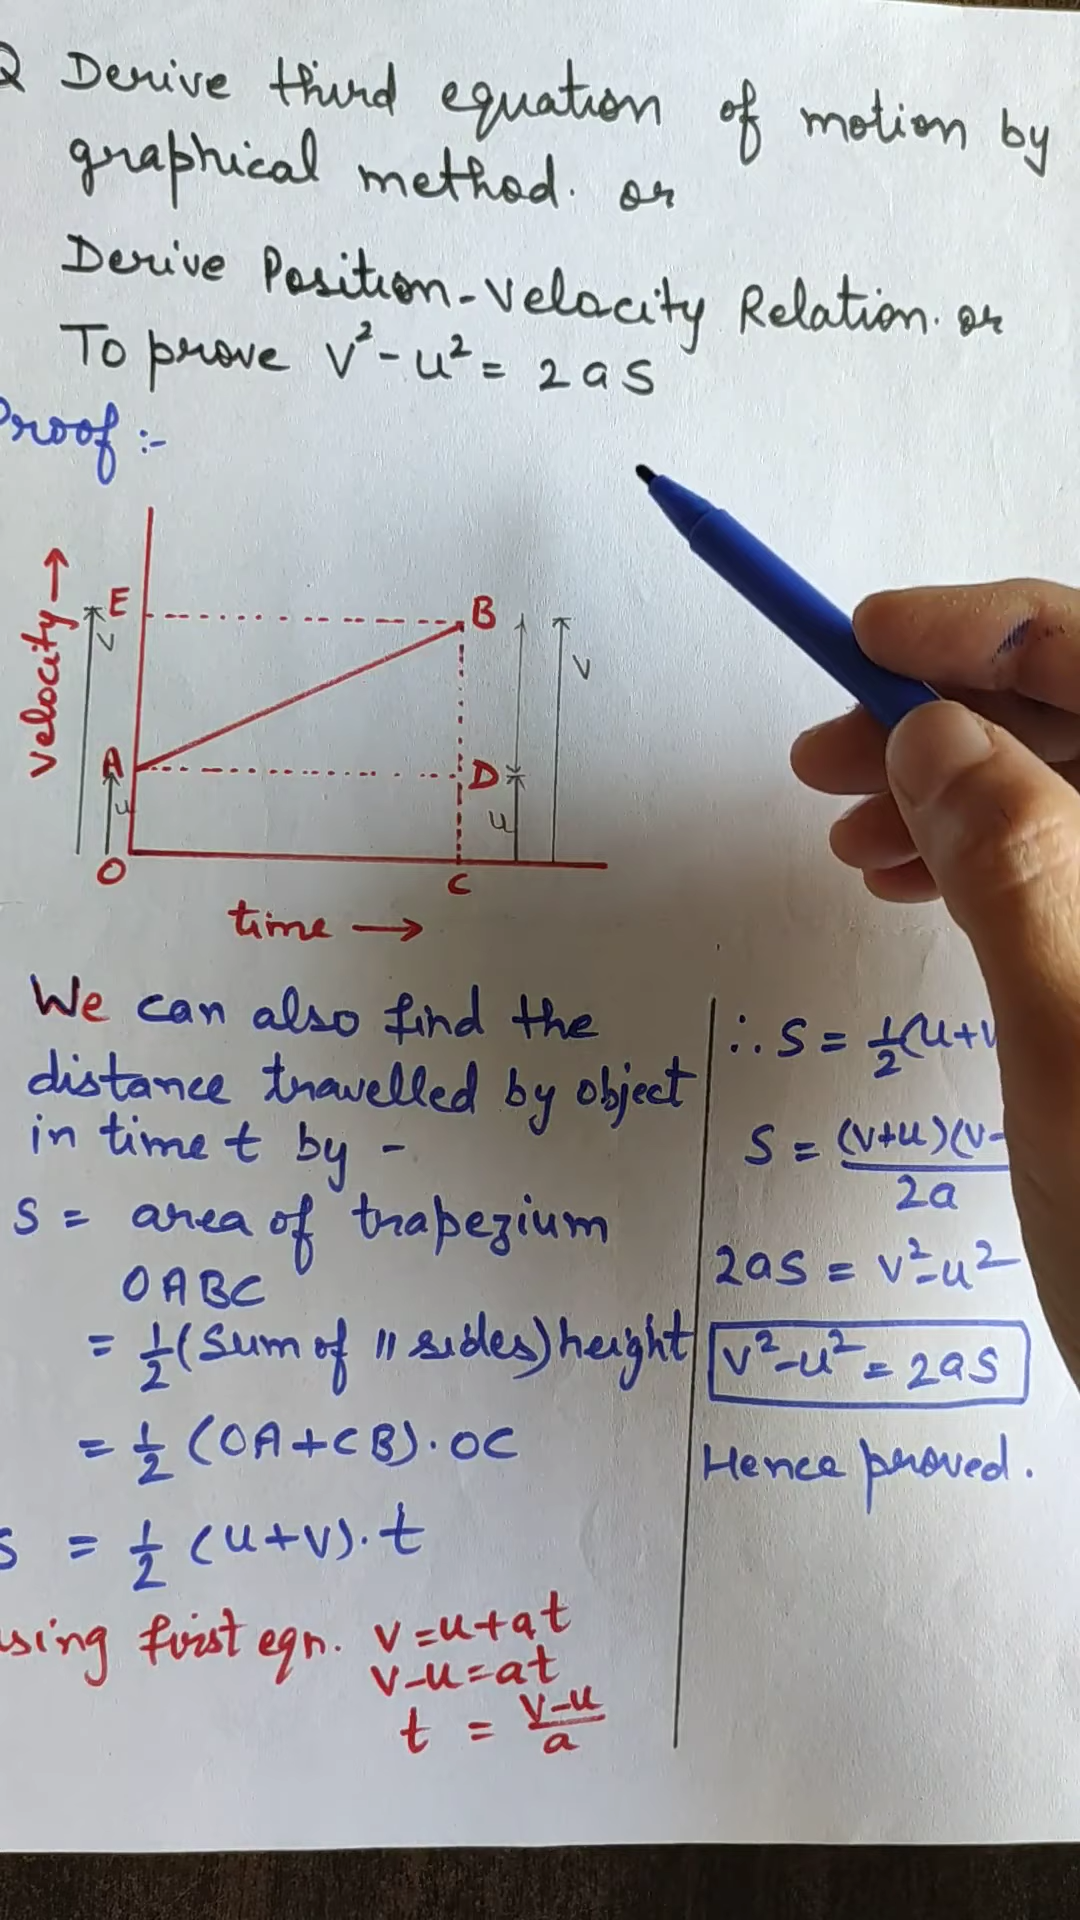 Q Derive third equation of motion by
graphical method. or
Derive Position-Velocity Relation. or
To prove v² - u² = 2as
Proof :-
velocity →
E
B
V
V
A
D
u
u
O
C
time →
We can also find the
distance travelled by object
in time t by -
S = area of trapezium
OABC
= 1/2 (Sum of || sides) height
= 1/2 (OA+CB).OC
S = 1/2 (u+v).t
using first eqn. v=u+at
v-u=at
t = v-u/a
∴ S = 1/2 (u+v
S = (v+u)(v-/2a
2as = v²-u²
v²-u² = 2as
Hence proved.